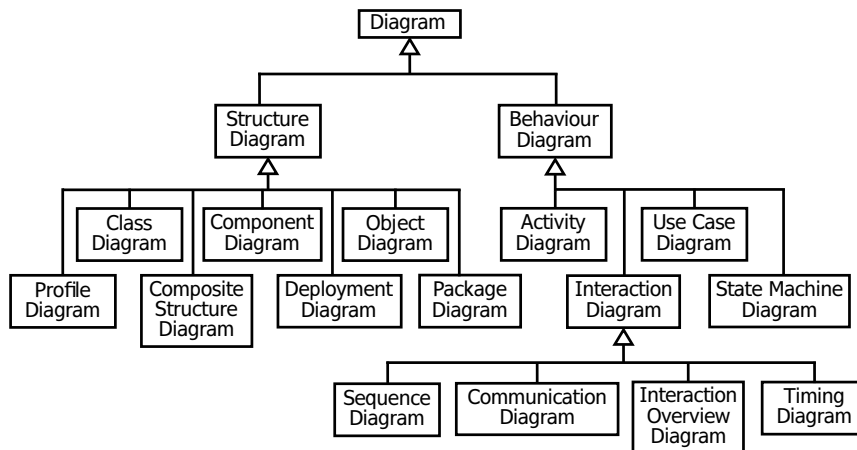 Diagram
Structure
Diagram
Behaviour
Diagram
Class
Diagram
Component
Diagram
Object
Diagram
Activity
Diagram
Use Case
Diagram
Profile
Diagram
Composite
Structure
Diagram
Deployment
Diagram
Package
Diagram
Interaction
Diagram
State Machine
Diagram
Sequence
Diagram
Communication
Diagram
Interaction
Overview
Diagram
Timing
Diagram